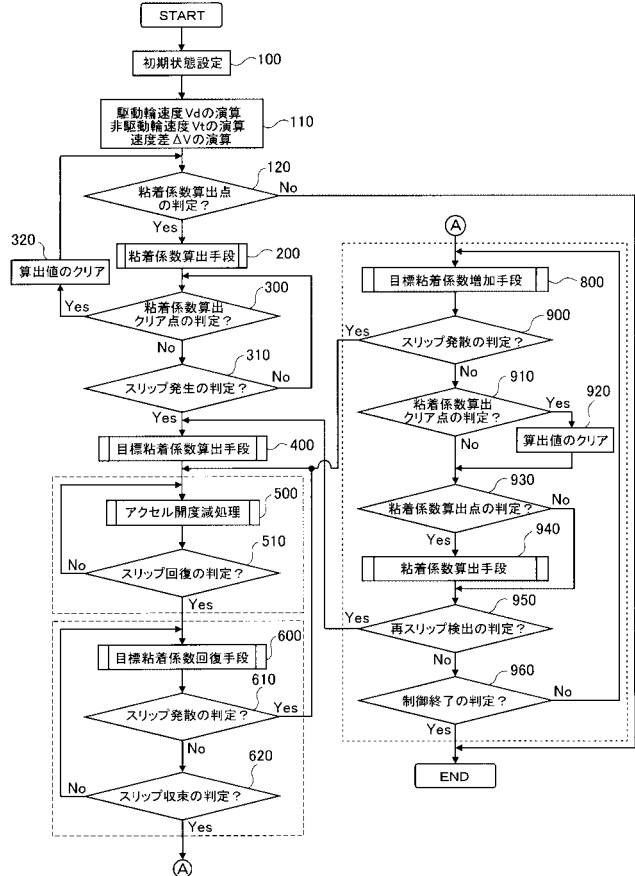 START
初期状態設定
100
駆動輪速度Vdの演算
非駆動輪速度Vtの演算
速度差ΔVの演算
110
120
粘着係数算出点
の判定?
No
Yes
粘着係数算出手段
200
320
算出値のクリア
Yes
300
粘着係数算出
クリア点の判定?
No
310
スリップ発生の判定?
No
Yes
目標粘着係数算出手段
400
アクセル開度減処理
500
510
No
スリップ回復の判定?
Yes
目標粘着係数回復手段
600
610
スリップ発散の判定?
Yes
No
620
No
スリップ収束の判定?
Yes
A
A
目標粘着係数増加手段
800
900
Yes
スリップ発散の判定?
No
910
粘着係数算出
クリア点の判定?
Yes
920
算出値のクリア
No
930
粘着係数算出点の判定?
No
Yes
940
粘着係数算出手段
950
Yes
再スリップ検出の判定?
No
960
制御終了の判定?
No
Yes
END